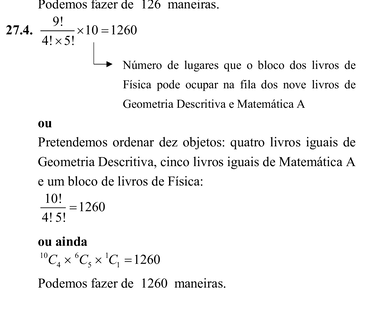 Podemos fazer de 126 maneiras.
27.4. 9!/(4!×5!) ×10 = 1260
Número de lugares que o bloco dos livros de
Física pode ocupar na fila dos nove livros de
Geometria Descritiva e Matemática A
ou
Pretendemos ordenar dez objetos: quatro livros iguais de
Geometria Descritiva, cinco livros iguais de Matemática A
e um bloco de livros de Física:
10!/(4! 5!) = 1260
ou ainda
¹⁰C₄ × ⁶C₅ × ¹C₁ = 1260
Podemos fazer de 1260 maneiras.